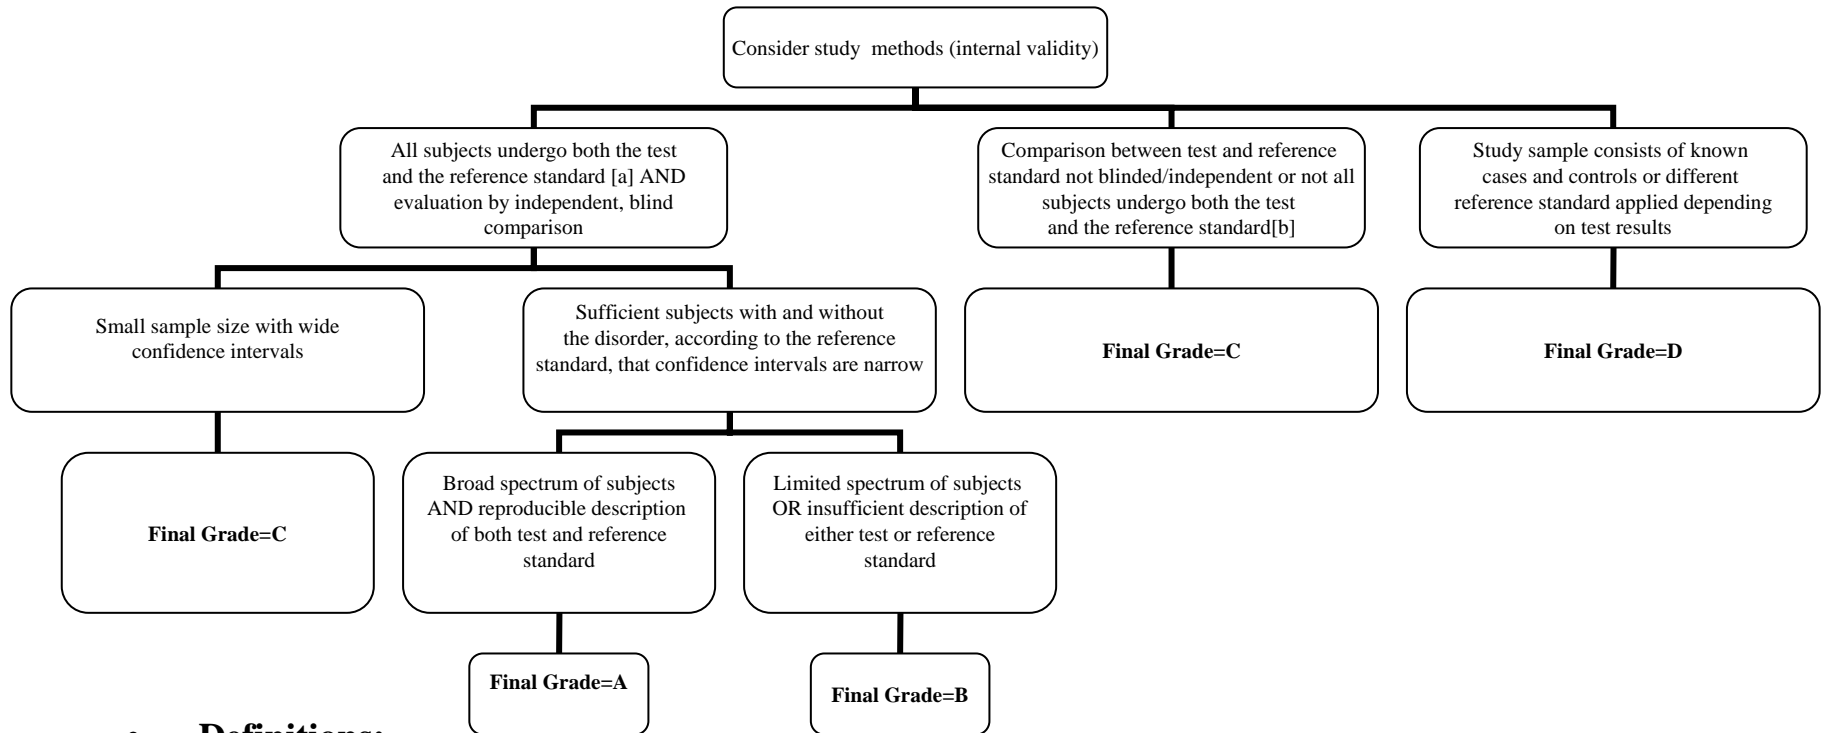 Consider study methods (internal validity)
All subjects undergo both the test
and the reference standard [a] AND
evaluation by independent, blind
comparison
Comparison between test and reference
standard not blinded/independent or not all
subjects undergo both the test
and the reference standard[b]
Study sample consists of known
cases and controls or different
reference standard applied depending
on test results
Small sample size with wide
confidence intervals
Sufficient subjects with and without
the disorder, according to the reference
standard, that confidence intervals are narrow
Final Grade=C
Final Grade=D
Final Grade=C
Broad spectrum of subjects
AND reproducible description
of both test and reference
standard
Limited spectrum of subjects
OR insufficient description of
either test or reference
standard
Final Grade=A
Final Grade=B
• Definitions: